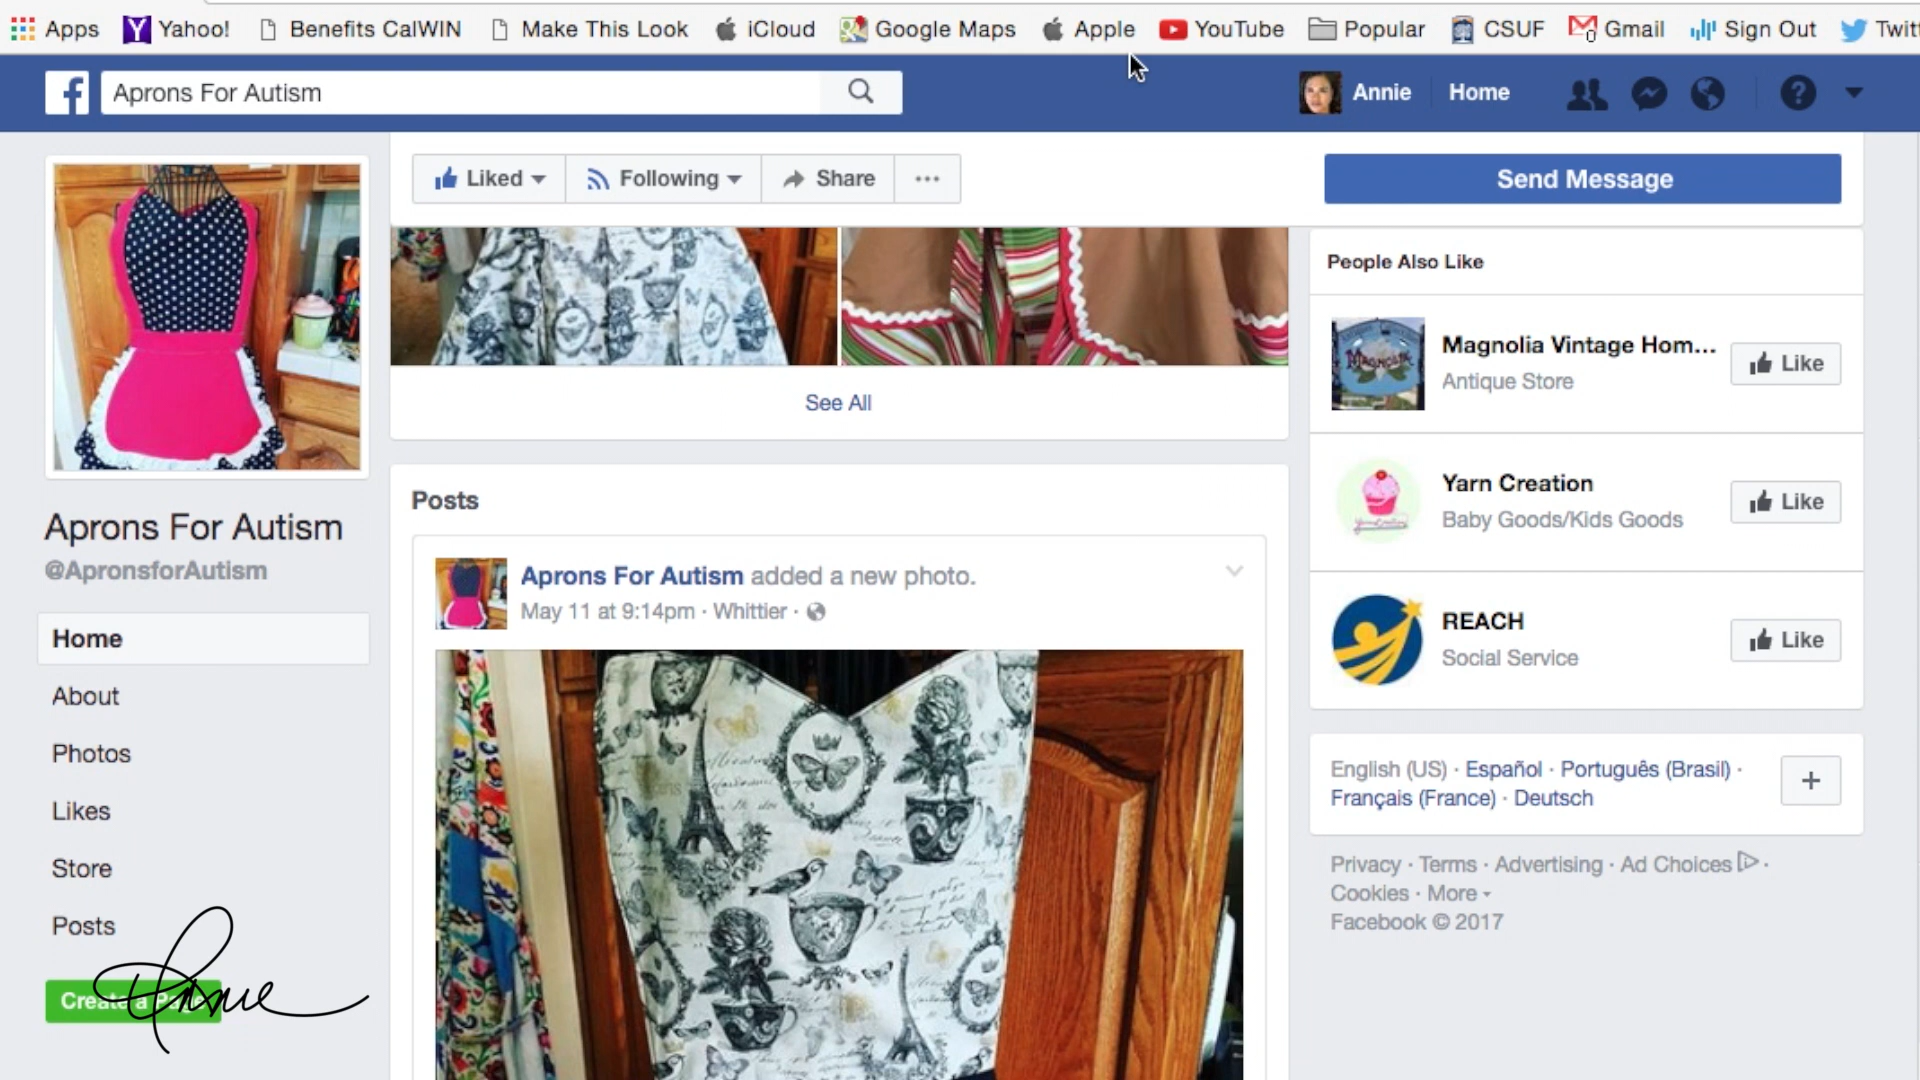 Apps Yahoo! Benefits CalWIN Make This Look iCloud Google Maps Apple YouTube Popular CSUF Gmail Sign Out Twitt
Aprons For Autism
Annie Home
Liked Following Share
Send Message
See All
People Also Like
Magnolia Vintage Hom...
Antique Store
Like
Yarn Creation
Baby Goods/Kids Goods
Like
REACH
Social Service
Like
Aprons For Autism
@ApronsforAutism
Home
About
Photos
Likes
Store
Posts
Create a Page
Annie
Posts
Aprons For Autism added a new photo.
May 11 at 9:14pm · Whittier ·
English (US) · Español · Português (Brasil) ·
Français (France) · Deutsch
Privacy · Terms · Advertising · Ad Choices ·
Cookies · More
Facebook © 2017